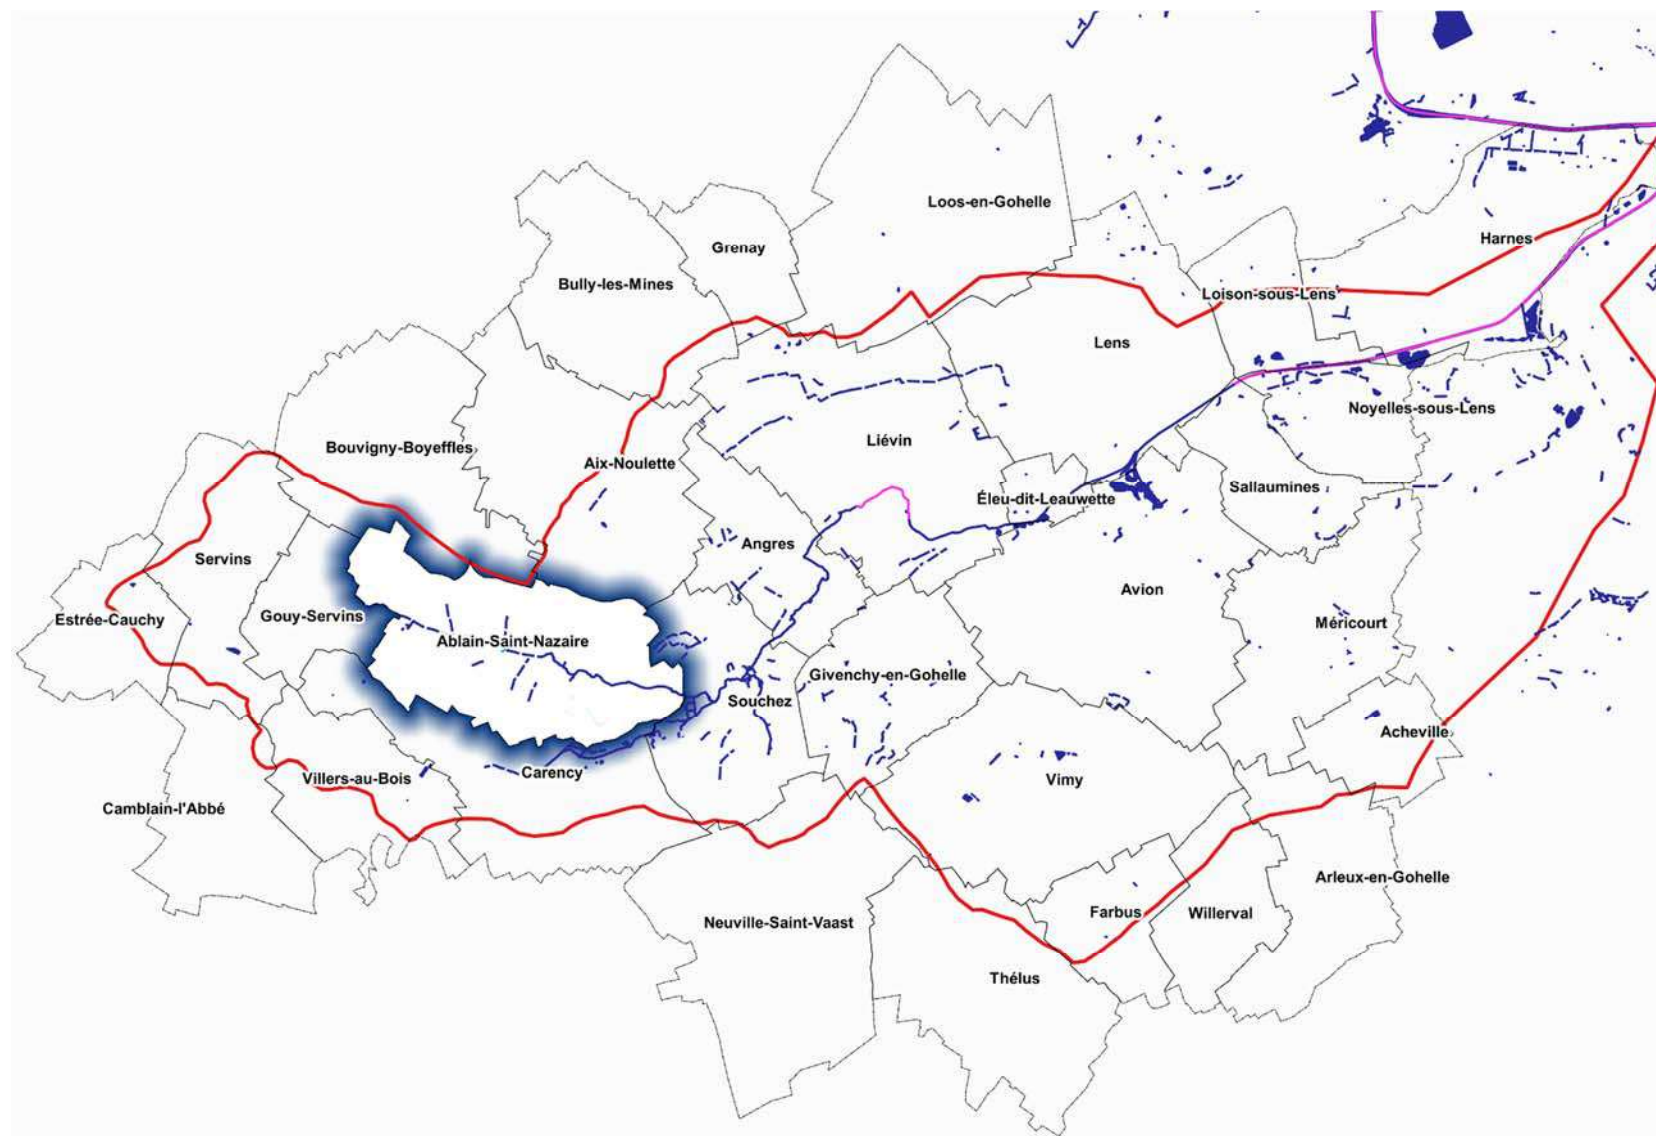 Loos-en-Gohelle
Grenay
Harnes
Bully-les-Mines
Loison-sous-Lens
Lens
Noyelles-sous-Lens
Liévin
Bouvigny-Boyeffles
Aix-Noulette
Sallaumines
Éleu-dit-Leauwette
Angres
Servins
Avion
Estrée-Cauchy
Gouy-Servins
Méricourt
Ablain-Saint-Nazaire
Givenchy-en-Gohelle
Souchez
Acheville
Carency
Villers-au-Bois
Vimy
Camblain-l'Abbé
Arleux-en-Gohelle
Farbus
Willerval
Neuville-Saint-Vaast
Thélus